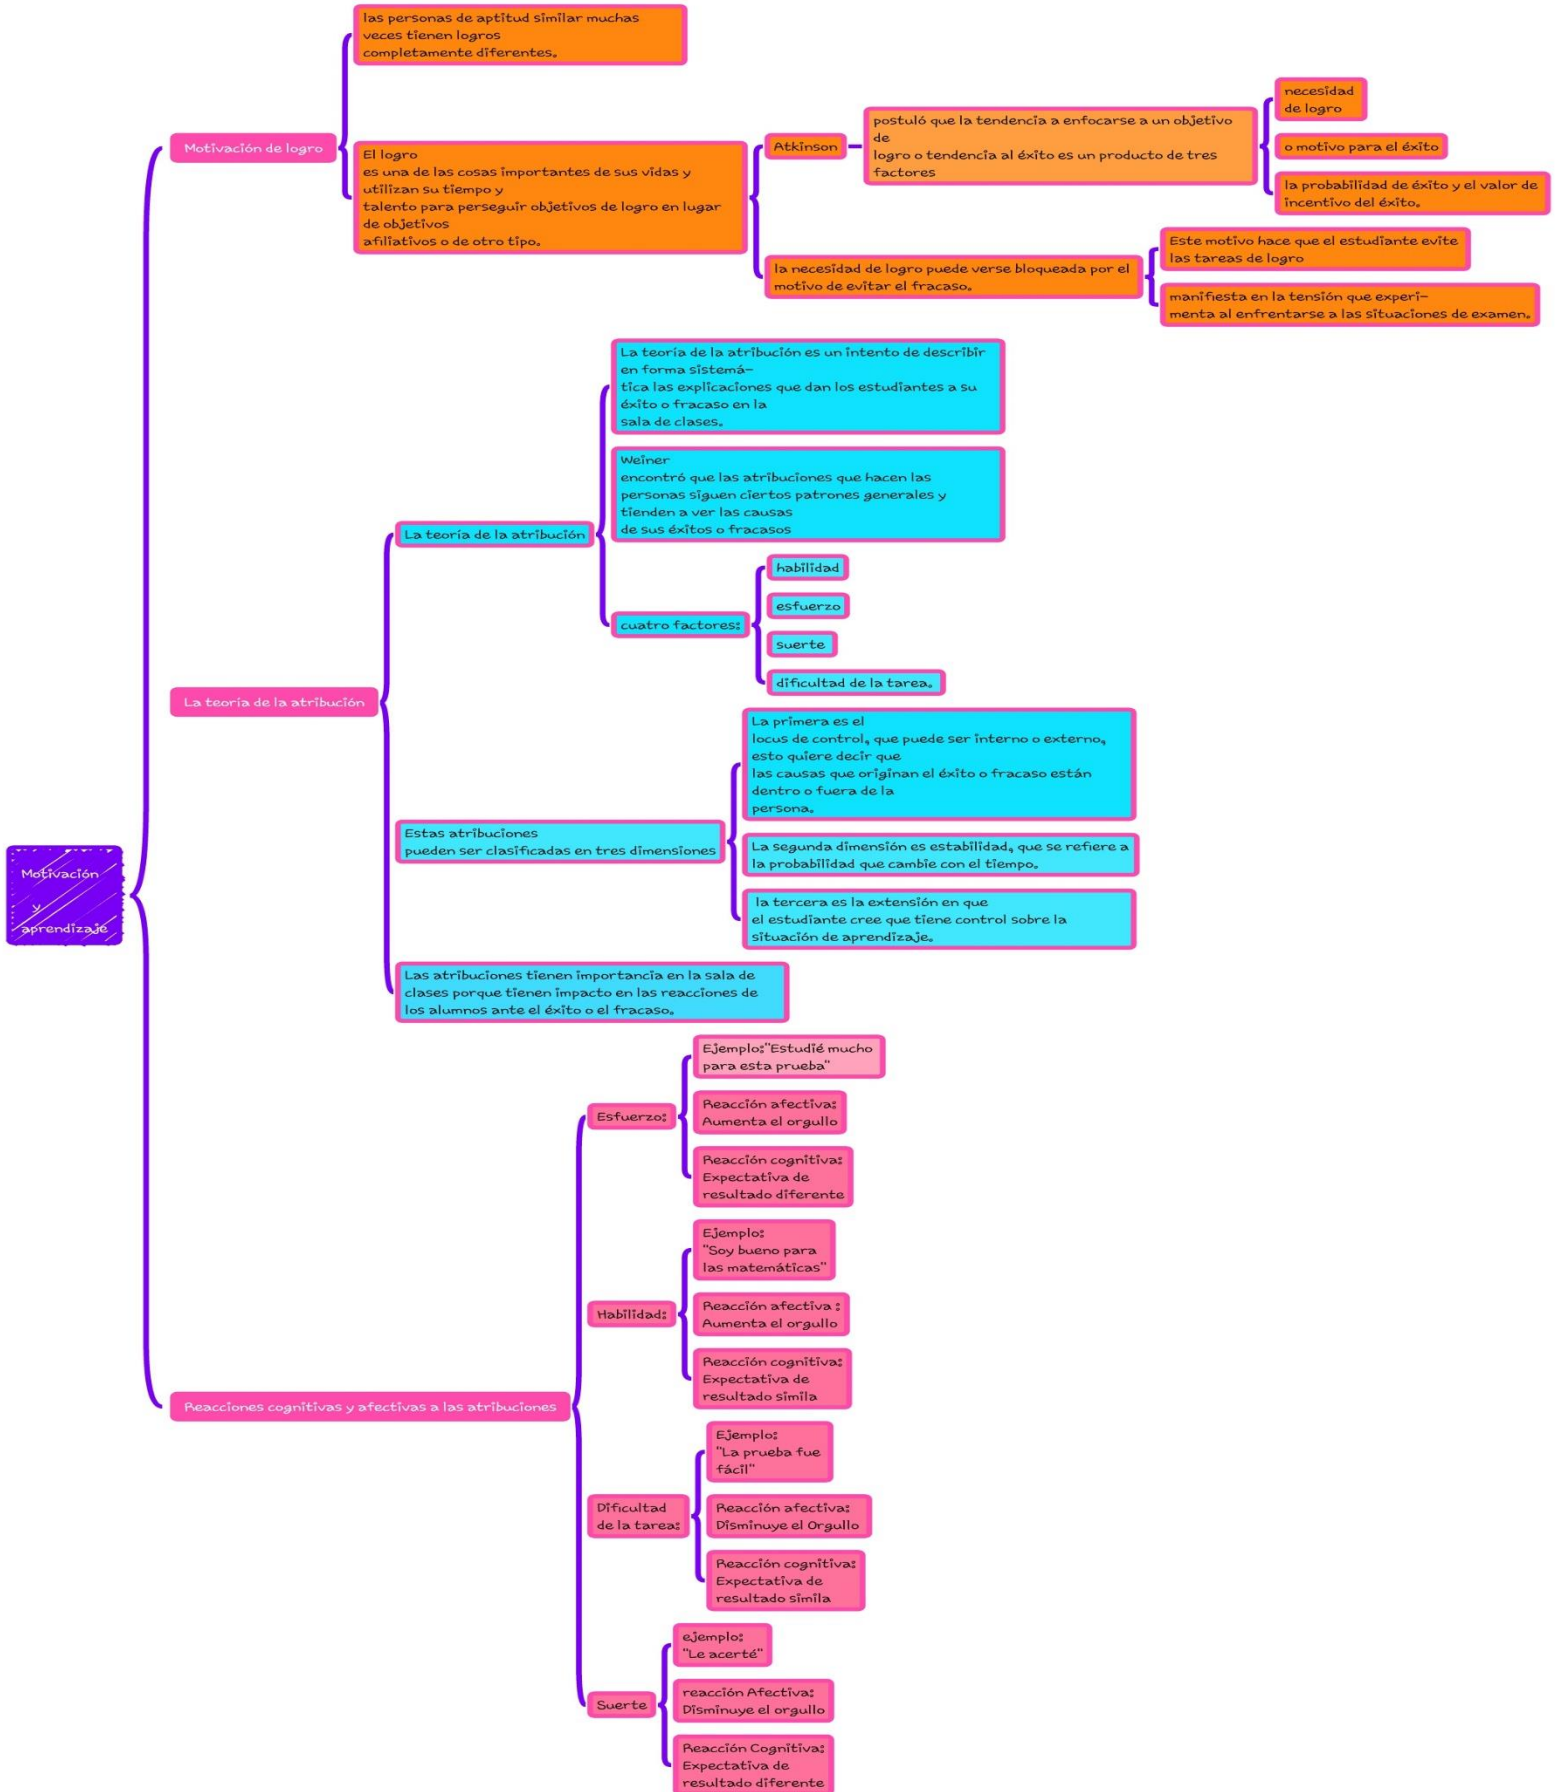 Motivación
y
aprendizaje
Motivación de logro
las personas de aptitud similar muchas
veces tienen logros
completamente diferentes.
El logro
es una de las cosas importantes de sus vidas y
utilizan su tiempo y
talento para perseguir objetivos de logro en lugar
de objetivos
afiliativos o de otro tipo.
Atkinson
postuló que la tendencia a enfocarse a un objetivo
de
logro o tendencia al éxito es un producto de tres
factores
necesidad
de logro
o motivo para el éxito
la probabilidad de éxito y el valor de
incentivo del éxito.
la necesidad de logro puede verse bloqueada por el
motivo de evitar el fracaso.
Este motivo hace que el estudiante evite
las tareas de logro
manifiesta en la tensión que experi-
menta al enfrentarse a las situaciones de examen.
La teoría de la atribución
La teoría de la atribución
La teoría de la atribución es un intento de describir
en forma sistemá-
tica las explicaciones que dan los estudiantes a su
éxito o fracaso en la
sala de clases.
Weiner
encontró que las atribuciones que hacen las
personas siguen ciertos patrones generales y
tienden a ver las causas
de sus éxitos o fracasos
cuatro factores:
habilidad
esfuerzo
suerte
dificultad de la tarea.
Estas atribuciones
pueden ser clasificadas en tres dimensiones
La primera es el
locus de control, que puede ser interno o externo,
esto quiere decir que
las causas que originan el éxito o fracaso están
dentro o fuera de la
persona.
La segunda dimensión es estabilidad, que se refiere a
la probabilidad que cambie con el tiempo.
la tercera es la extensión en que
el estudiante cree que tiene control sobre la
situación de aprendizaje.
Las atribuciones tienen importancia en la sala de
clases porque tienen impacto en las reacciones de
los alumnos ante el éxito o el fracaso.
Reacciones cognitivas y afectivas a las atribuciones
Esfuerzo:
Ejemplo:"Estudié mucho
para esta prueba"
Reacción afectiva:
Aumenta el orgullo
Reacción cognitiva:
Expectativa de
resultado diferente
Habilidad:
Ejemplo:
"Soy bueno para
las matemáticas"
Reacción afectiva :
Aumenta el orgullo
Reacción cognitiva:
Expectativa de
resultado simila
Dificultad
de la tarea:
Ejemplo:
"La prueba fue
fácil"
Reacción afectiva:
Disminuye el Orgullo
Reacción cognitiva:
Expectativa de
resultado simila
Suerte
ejemplo:
"Le acerté"
reacción Afectiva:
Disminuye el orgullo
Reacción Cognitiva:
Expectativa de
resultado diferente